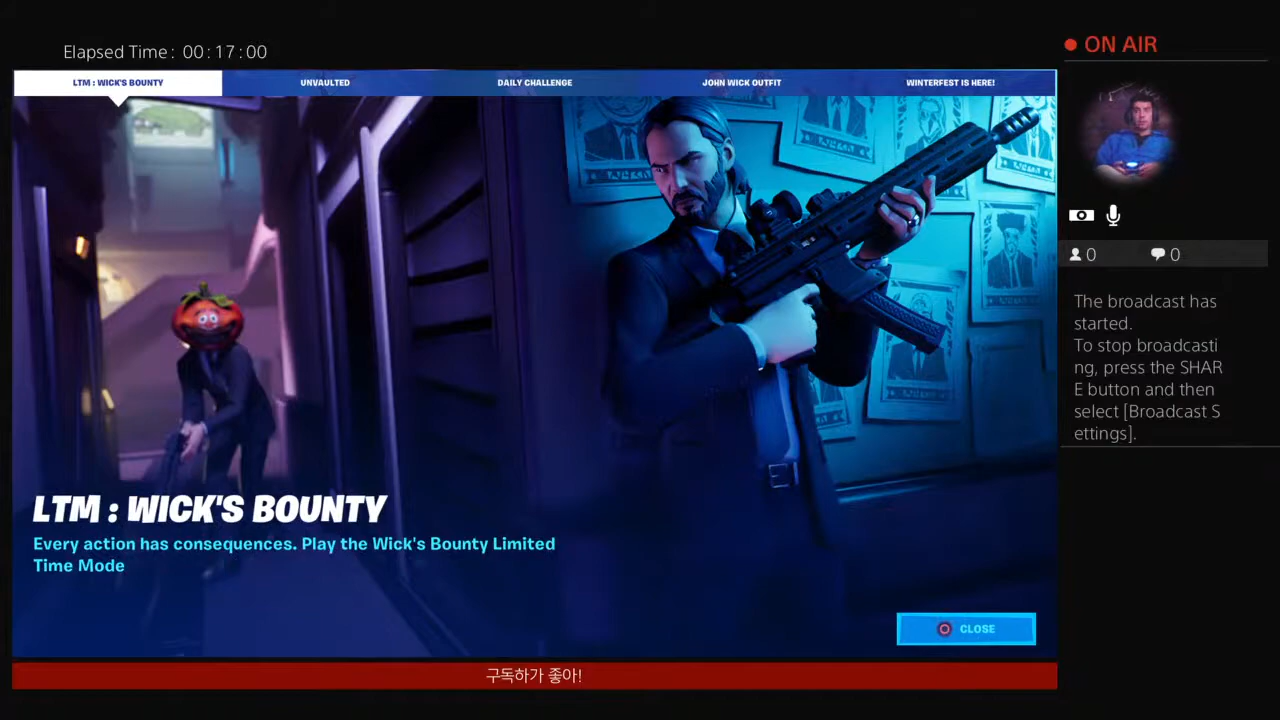 Elapsed Time: 00:17:00
ON AIR
LTM : WICK'S BOUNTY
UNVAULTED
DAILY CHALLENGE
JOHN WICK OUTFIT
WINTERFEST IS HERE!
0
0
The broadcast has
started.
To stop broadcasti
ng, press the SHAR
E button and then
select [Broadcast S
ettings].
LTM : WICK'S BOUNTY
Every action has consequences. Play the Wick's Bounty Limited
Time Mode
CLOSE
구독하가 좋아!